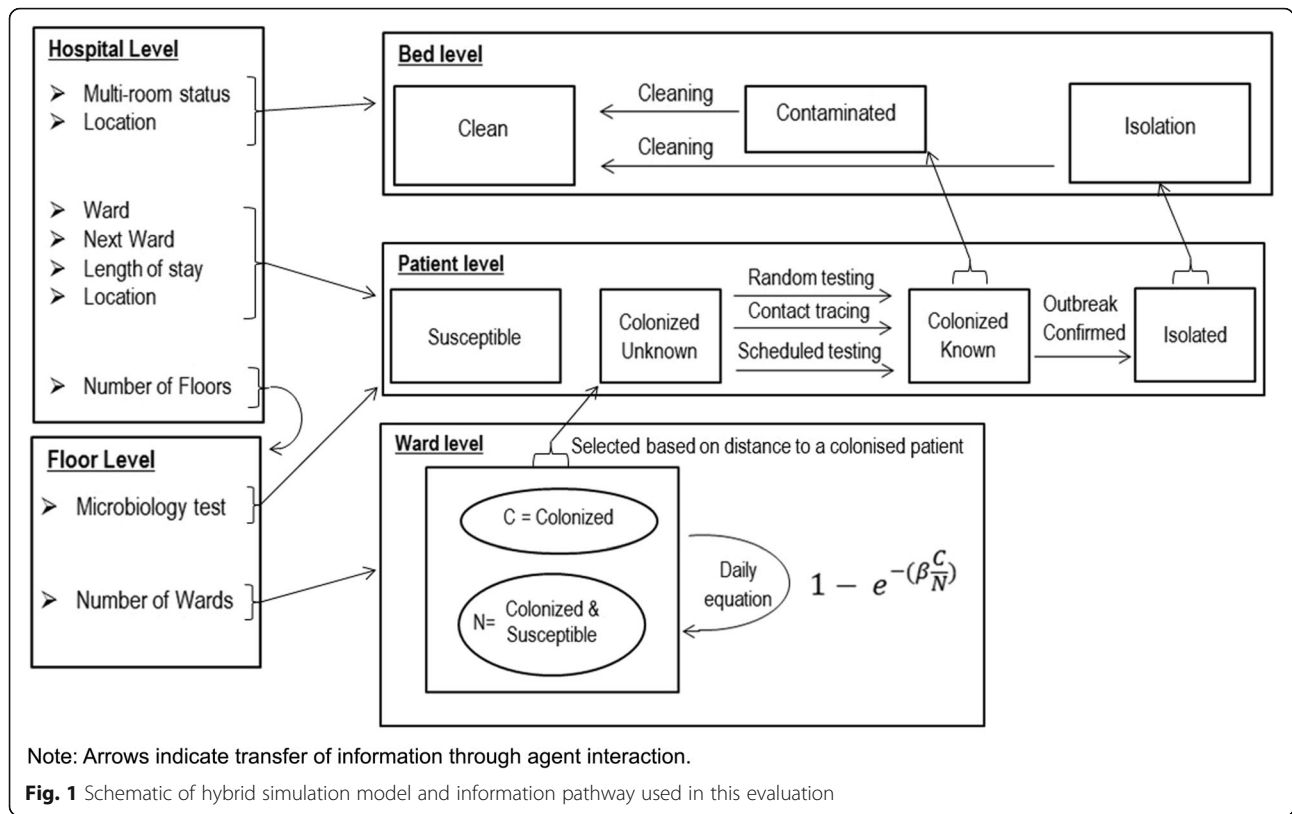 Hospital Level
➢ Multi-room status
➢ Location
➢ Ward
➢ Next Ward
➢ Length of stay
➢ Location
➢ Number of Floors
Floor Level
➢ Microbiology test
➢ Number of Wards
Bed level
Clean
Cleaning
Cleaning
Contaminated
Isolation
Patient level
Susceptible
Colonized
Unknown
Random testing
Contact tracing
Scheduled testing
Colonized
Known
Outbreak
Confirmed
Isolated
Ward level
Selected based on distance to a colonised patient
C = Colonized
N= Colonized &
Susceptible
Daily
equation
1 − e^−(β C/N)
Note: Arrows indicate transfer of information through agent interaction.
Fig. 1 Schematic of hybrid simulation model and information pathway used in this evaluation